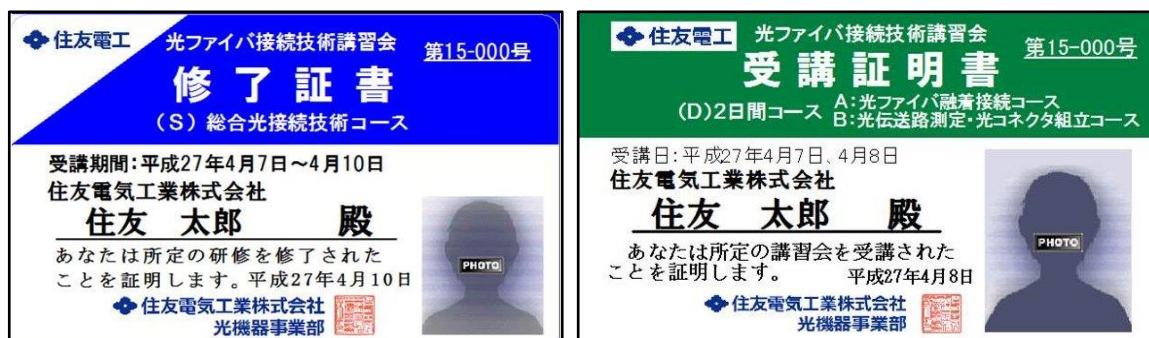 住友電工
光ファイバ接続技術講習会
第15-000号
修了証書
(S)総合光接続技術コース
受講期間:平成27年4月7日~4月10日
住友電気工業株式会社
住友 太郎 殿
あなたは所定の研修を修了された
ことを証明します。平成27年4月10日
PHOTO
住友電気工業株式会社
光機器事業部
住友電工
光ファイバ接続技術講習会
第15-000号
受講証明書
(D)2日間コース
A:光ファイバ融着接続コース
B:光伝送路測定・光コネクタ組立コース
受講日:平成27年4月7日、4月8日
住友電気工業株式会社
住友 太郎 殿
あなたは所定の講習会を受講された
ことを証明します。 平成27年4月8日
PHOTO
住友電気工業株式会社
光機器事業部